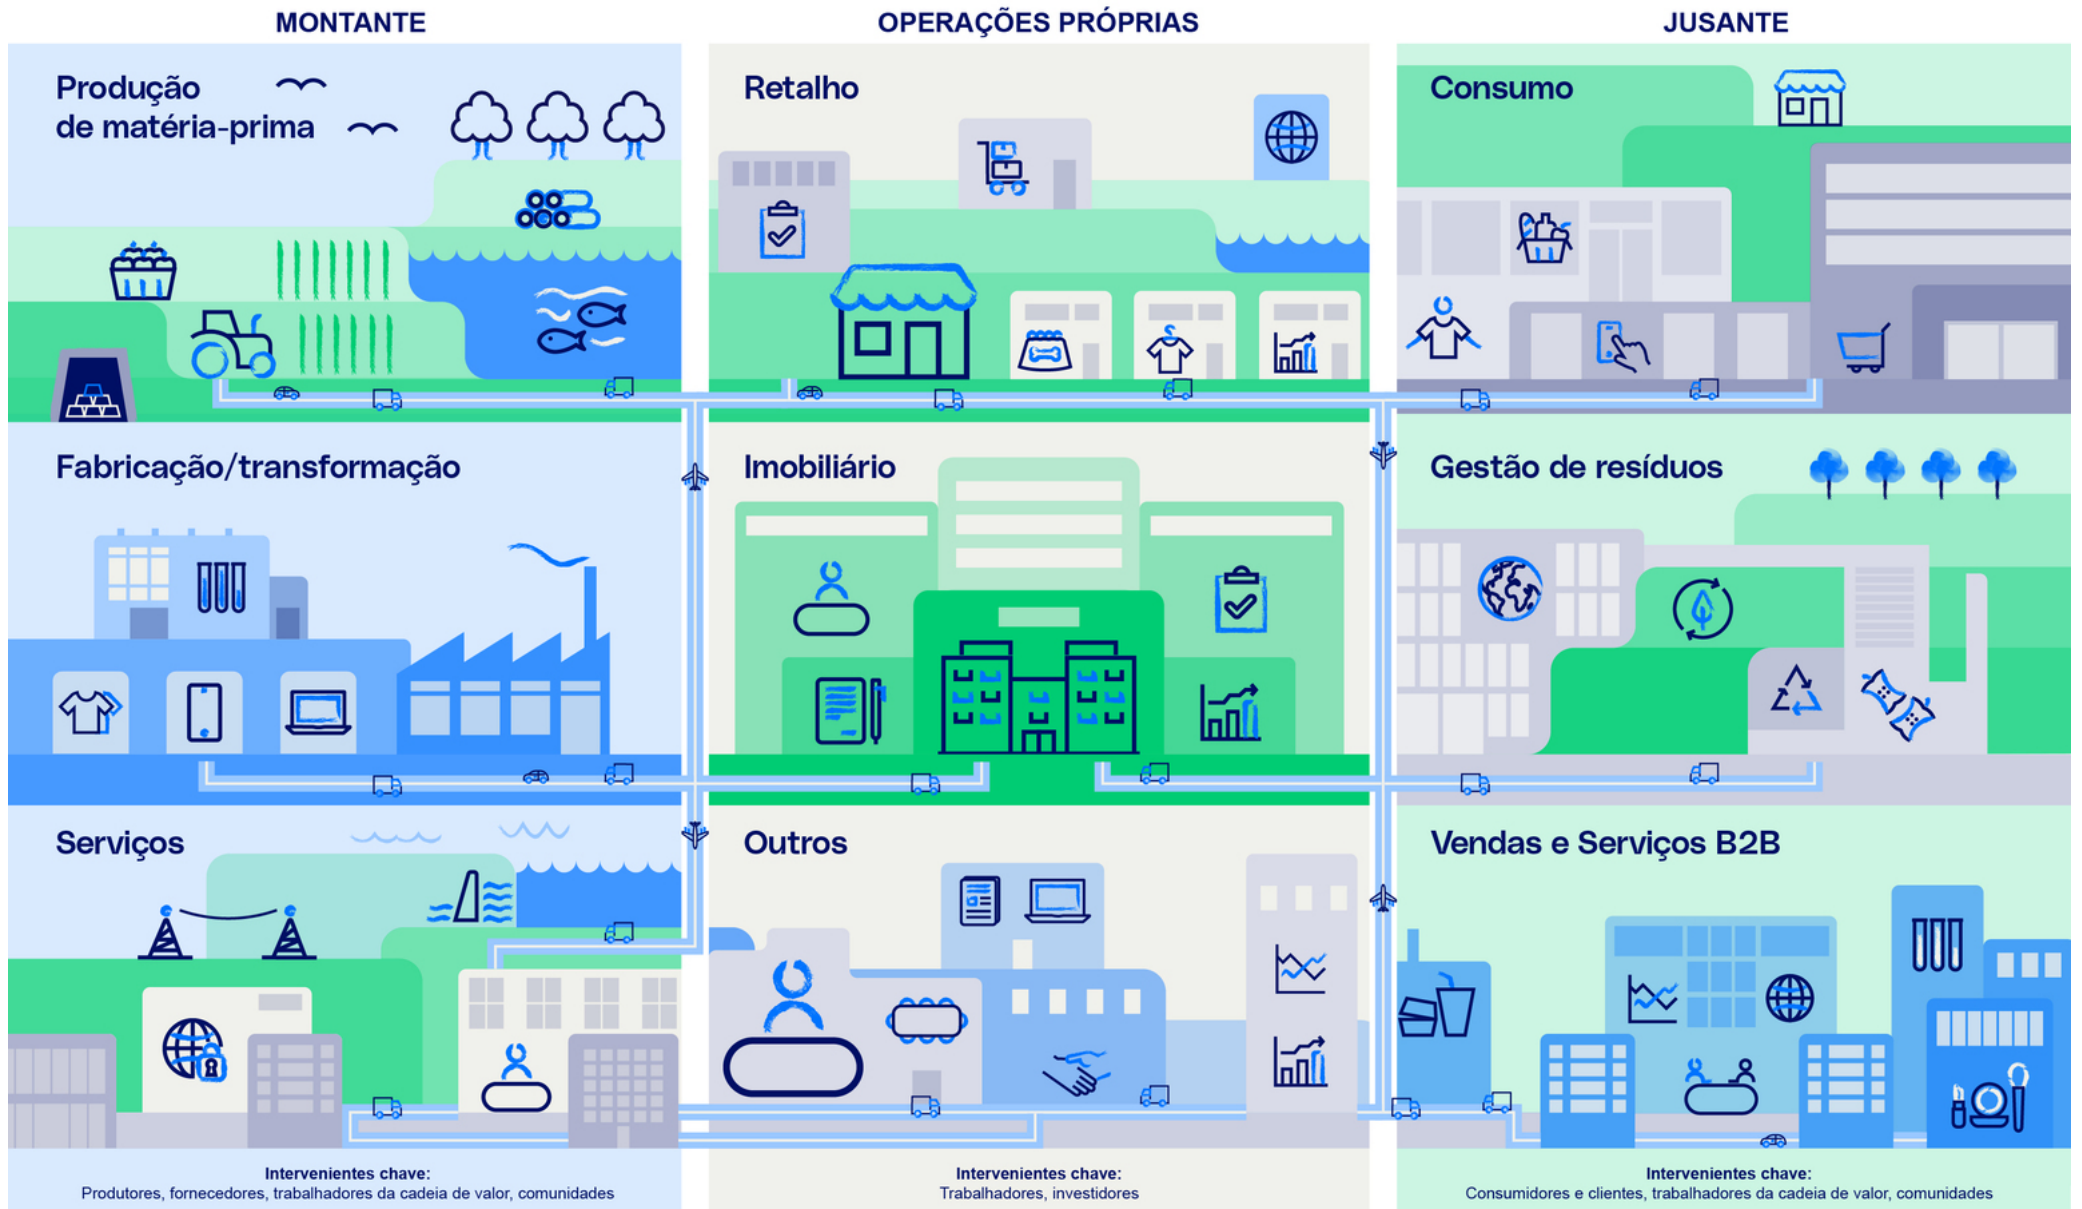 MONTANTE
OPERAÇÕES PRÓPRIAS
JUSANTE
Produção
de matéria-prima
Retalho
Consumo
Fabricação/transformação
Imobiliário
Gestão de resíduos
Serviços
Outros
Vendas e Serviços B2B
Intervenientes chave:
Produtores, fornecedores, trabalhadores da cadeia de valor, comunidades
Intervenientes chave:
Trabalhadores, investidores
Intervenientes chave:
Consumidores e clientes, trabalhadores da cadeia de valor, comunidades